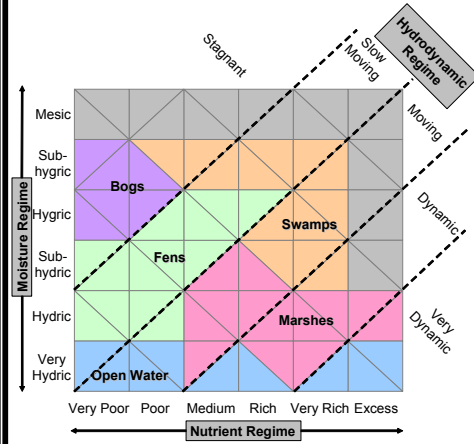 Stagnant
Slow
Moving
Hydrodynamic
Regime
Moving
Dynamic
Very
Dynamic
Moisture Regime
Mesic
Sub-
hygric
Hygric
Sub-
hydric
Hydric
Very
Hydric
Bogs
Swamps
Fens
Marshes
Open Water
Very Poor
Poor
Medium
Rich
Very Rich
Excess
Nutrient Regime